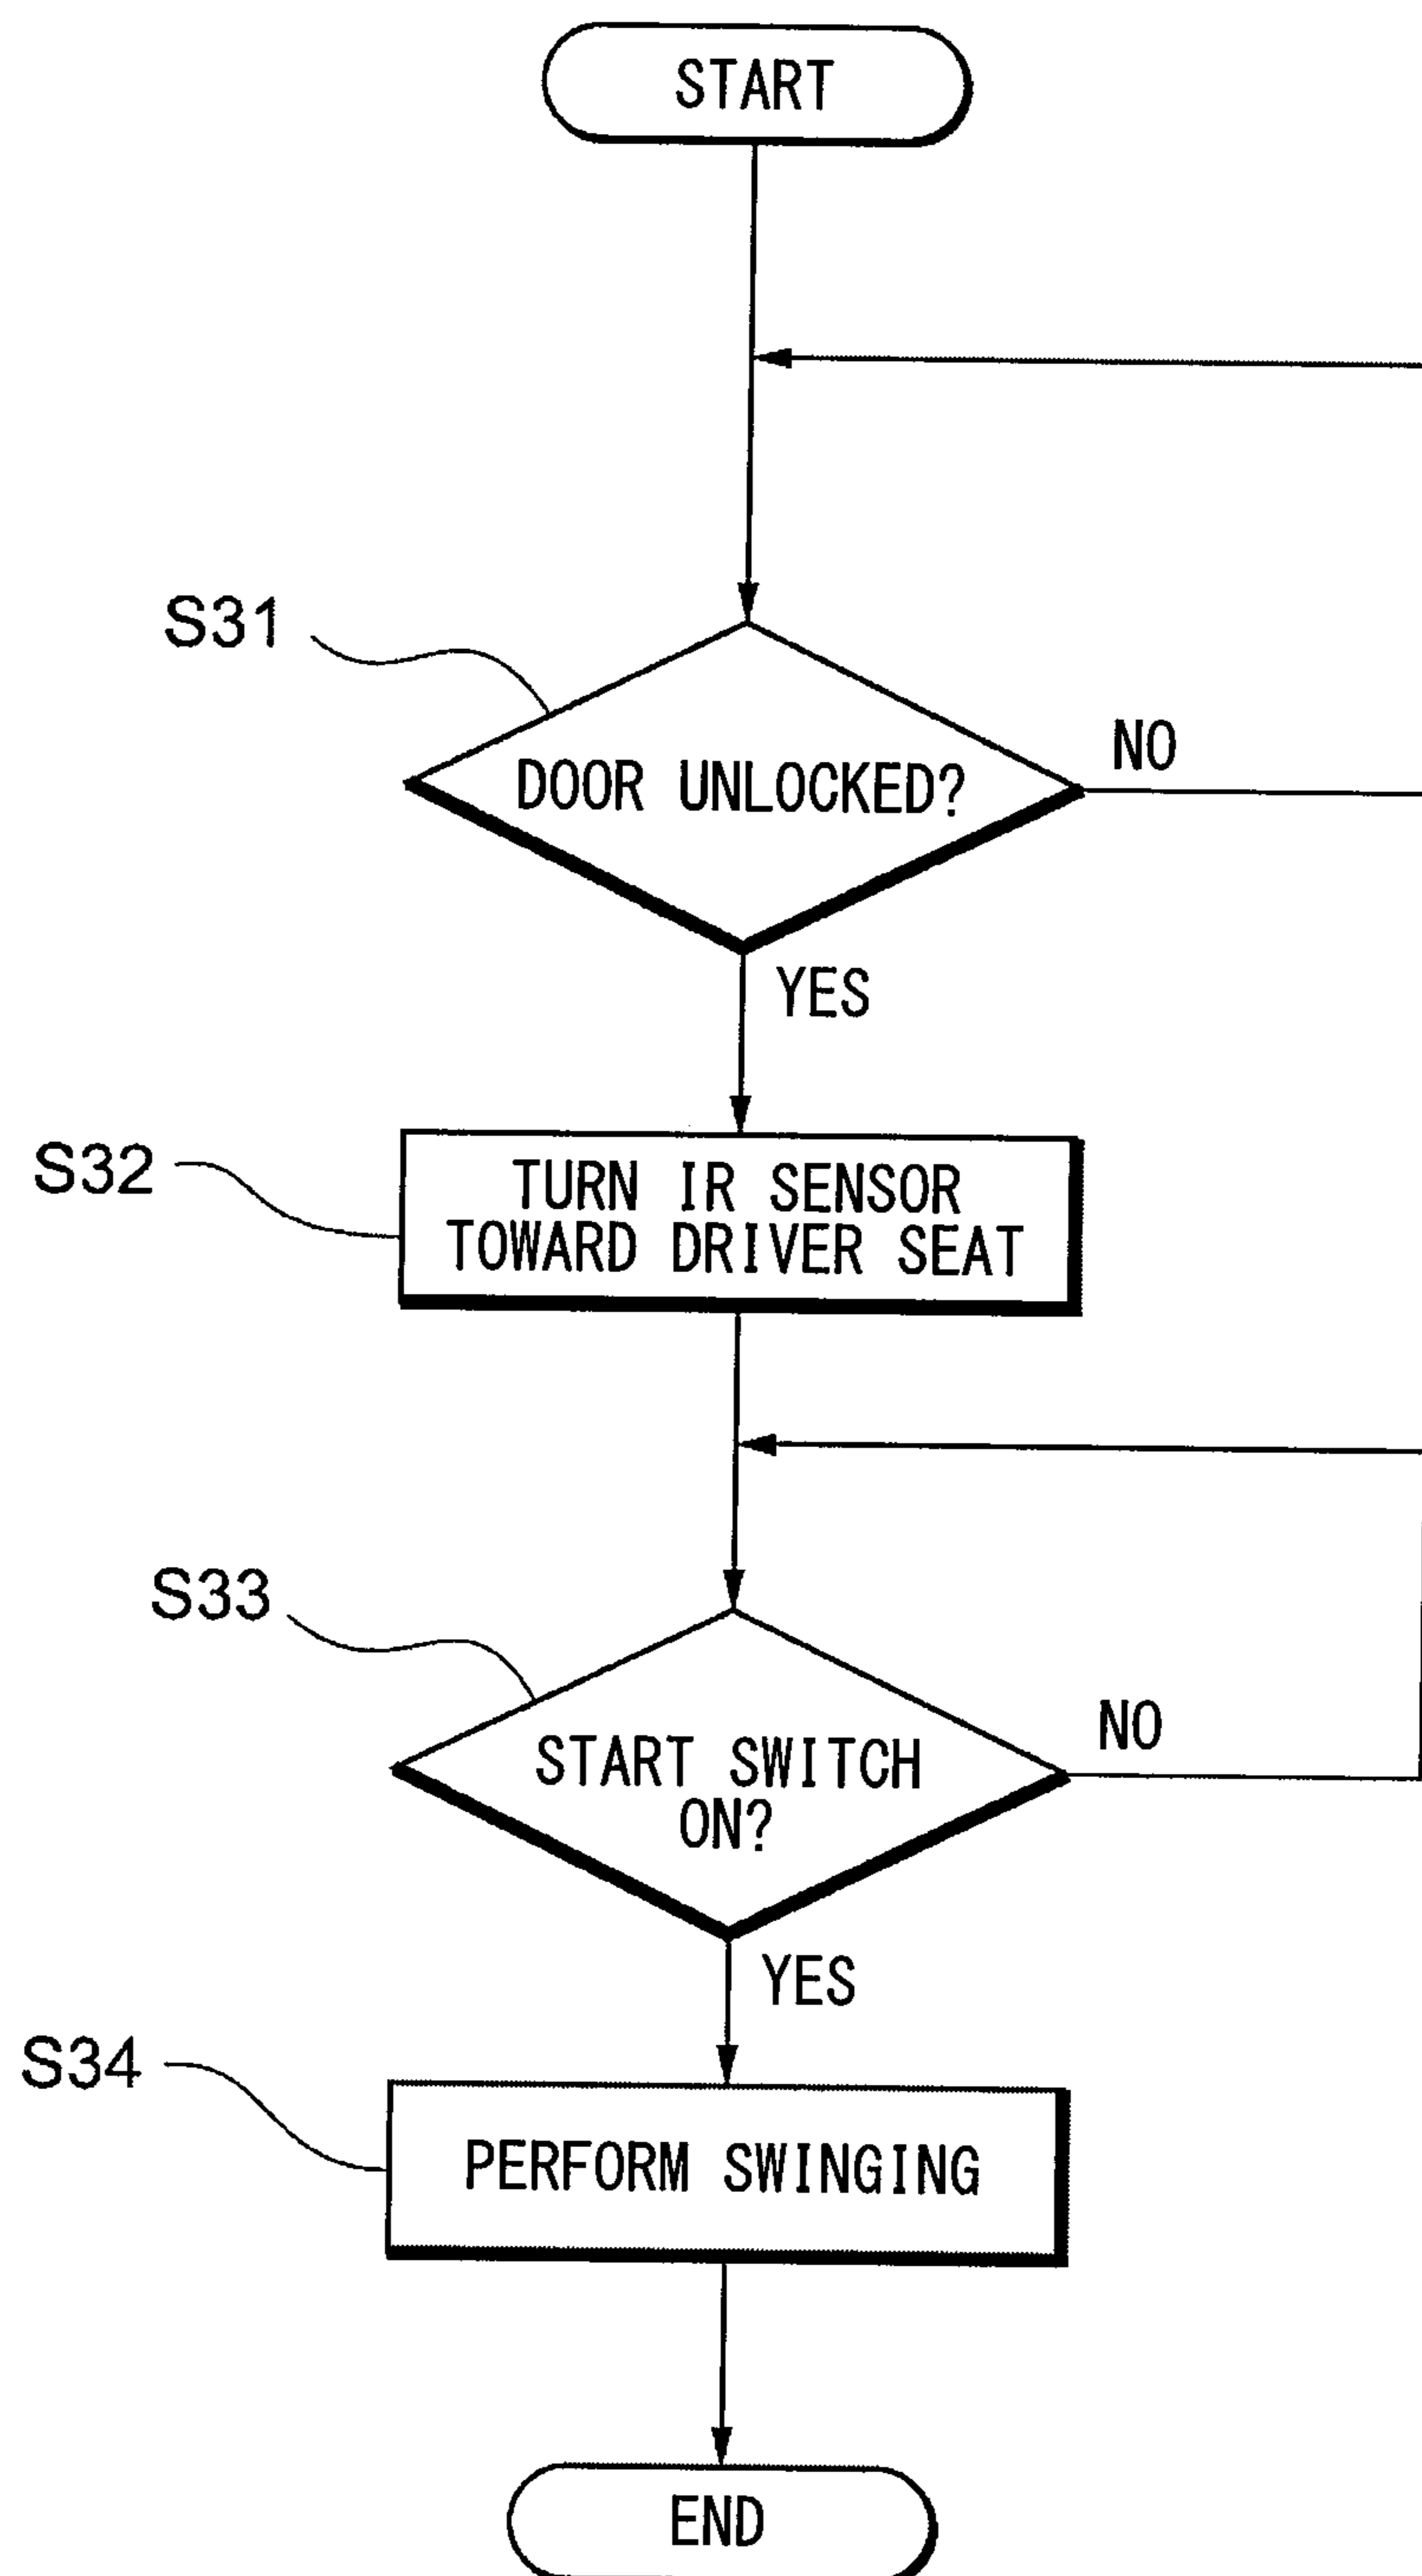 START
S31
DOOR UNLOCKED?
NO
YES
S32
TURN IR SENSOR
TOWARD DRIVER SEAT
S33
START SWITCH
ON?
NO
YES
S34
PERFORM SWINGING
END